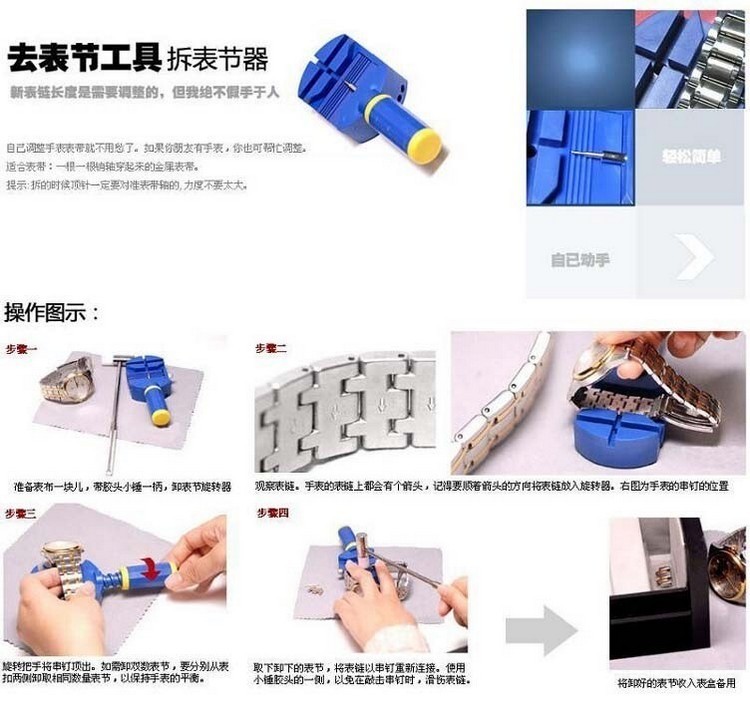 去表节工具 拆表节器
新表链长度是需要调整的，但我绝不假手于人
自己调整手表表带就不用愁了。如果你朋友有手表，你也可帮忙调整。
适合表带：一根一根销轴穿起来的金属表带。
提示:拆的时候顶针一定要对准表带轴的,力度不要太大。
轻松简单
自已动手
操作图示：
步骤一
准备表布一块儿，带胶头小锤一柄，卸表节旋转器
步骤二
观察表链。手表的表链上都会有个箭头，记得要顺着箭头的方向将表链放入旋转器。右图为手表的串钉的位置
步骤三
旋转把手将串钉顶出。如需卸双数表节，要分别从表
扣两侧卸取相同数量表节，以保持手表的平衡。
步骤四
取下卸下的表节，将表链以串钉重新连接。使用
小锤胶头的一侧，以免在敲击串钉时，滑伤表链。
将卸好的表节收入表盒备用